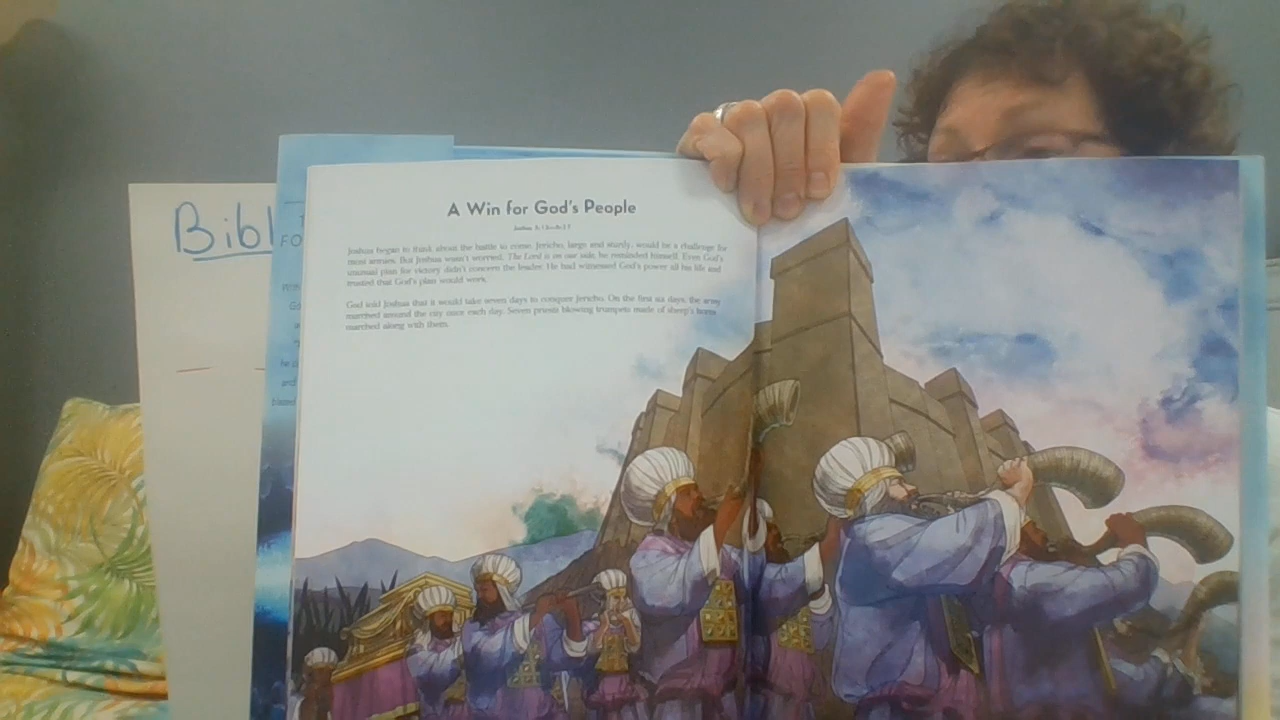 Bibl
FO
A Win for God's People
Joshua began to think about the battle to come. Jericho, large and sturdy, would be a challenge for
most armies. But Joshua wasn't worried. The Lord is on our side, he reminded himself. Even God's
unusual plan for victory didn't concern the leader. He had witnessed God's power all his life and
trusted that God's plan would work.
God told Joshua that it would take seven days to conquer Jericho. On the first six days, the army
marched around the city once each day. Seven priests blowing trumpets made of sheep's horns
marched along with them.
he
and